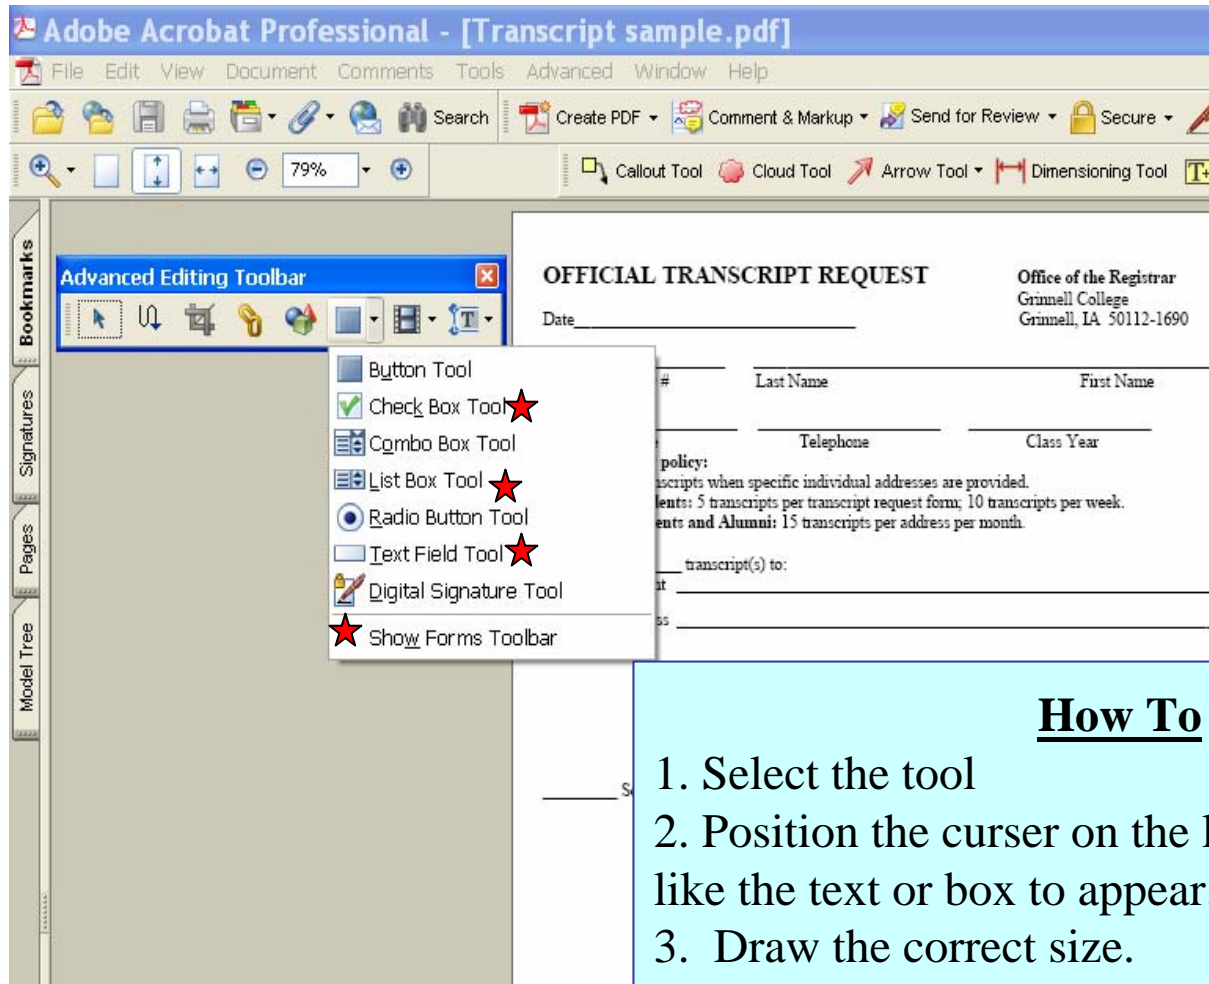 Adobe Acrobat Professional - [Transcript sample.pdf]
File Edit View Document Comments Tools Advanced Window Help
Search Create PDF Comment & Markup Send for Review Secure
79% Callout Tool Cloud Tool Arrow Tool Dimensioning Tool T+
Bookmarks
Signatures
Pages
Model Tree
Advanced Editing Toolbar
T
Button Tool
Check Box Tool
Combo Box Tool
List Box Tool
Radio Button Tool
Text Field Tool
Digital Signature Tool
Show Forms Toolbar
OFFICIAL TRANSCRIPT REQUEST
Office of the Registrar
Grinnell College
Grinnell, IA 50112-1690
Date
# Last Name First Name
Telephone Class Year
policy:
when specific individual addresses are provided.
5 transcripts per transcript request form; 10 transcripts per week.
and Alumni: 15 transcripts per address per month.
transcript(s) to:
How To
1. Select the tool
2. Position the curser on the
like the text or box to appear
3. Draw the correct size.